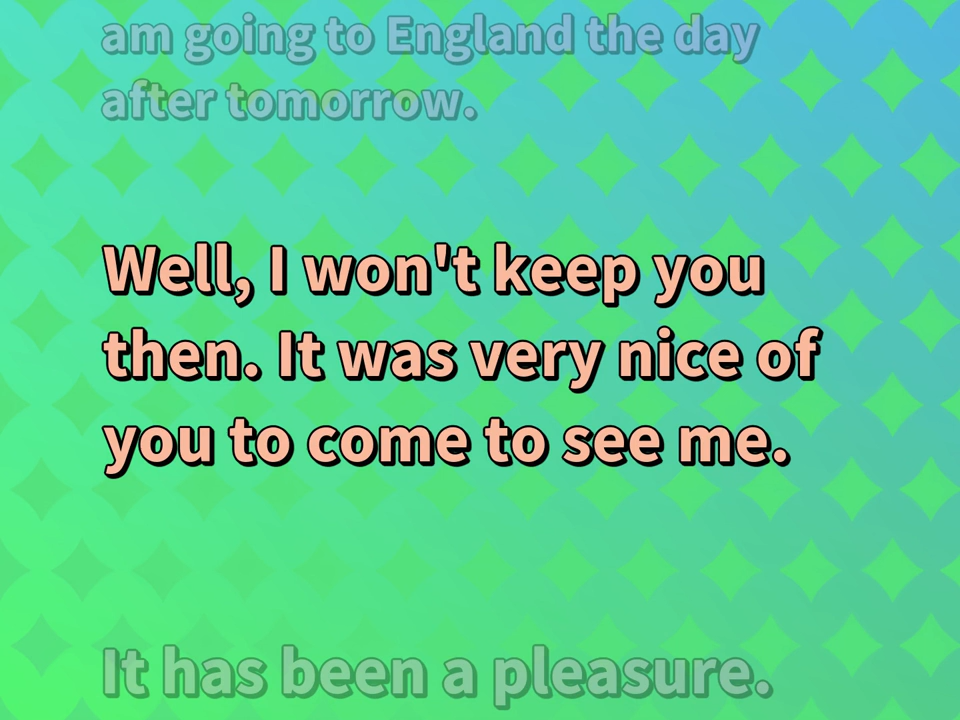 am going to England the day
after tomorrow.
Well, I won't keep you
then. It was very nice of
you to come to see me.
It has been a pleasure.